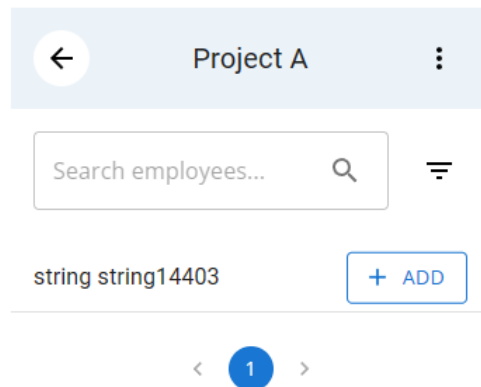 Project A
Search employees...
string string14403
+ ADD
< 1 >